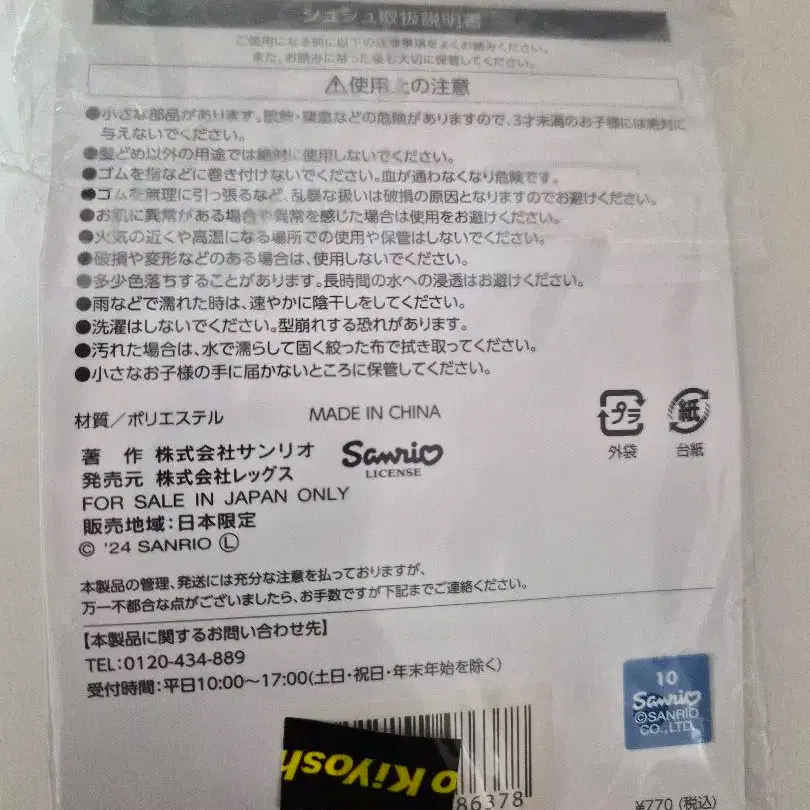 シュシュ取扱説明書
ご使用になる前に以下の注意事項をよくお読みください。
また、お読みになった後も大切に保管してください。
⚠使用上の注意
●小さな部品があります。誤飲・窒息などの危険がありますので、3才未満のお子様には絶対に
与えないでください。
●髪どめ以外の用途では絶対に使用しないでください。
●ゴムを指などに巻き付けないでください。血が通わなくなり危険です。
●ゴムを無理に引っ張るなど、乱暴な扱いは破損の原因となりますのでお避けください。
●お肌に異常がある場合や異常を感じた場合は使用をお避けください。
●火気の近くや高温になる場所での使用や保管はしないでください。
●破損や変形などのある場合は、使用しないでください。
●多少色落ちすることがあります。長時間の水への浸透はお避けください。
●雨などで濡れた時は、速やかに陰干しをしてください。
●洗濯はしないでください。型崩れする恐れがあります。
●汚れた場合は、水で濡らして固く絞った布で拭き取ってください。
●小さなお子様の手に届かないところに保管してください。
材質／ポリエステル MADE IN CHINA
プラ 紙
外袋 台紙
著 作 株式会社サンリオ
Sanrio
LICENSE
発売元 株式会社レッグス
FOR SALE IN JAPAN ONLY
販売地域：日本限定
© '24 SANRIO Ⓛ
本製品の管理、発送には充分な注意を払っておりますが、
万一不都合な点がございましたら、お手数ですが下記までご連絡ください。
【本製品に関するお問い合わせ先】
TEL：0120-434-889
受付時間：平日10:00〜17:00(土日・祝日・年末年始を除く)
10
Sanrio
©SANRIO
CO.,LTD.
o KiYosh
86378
¥770 (税込)